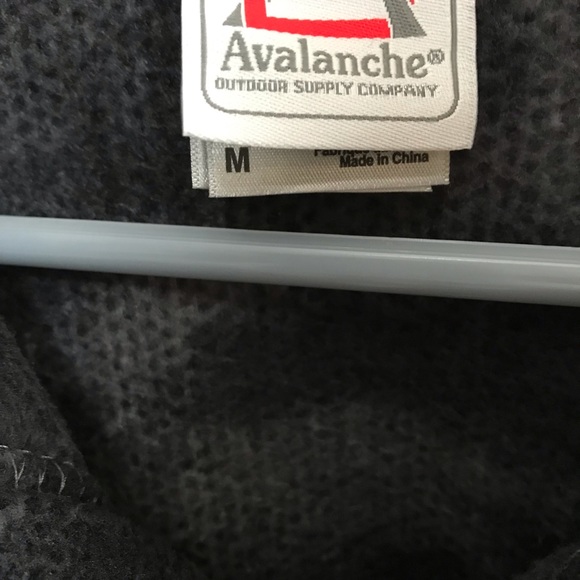 Avalanche®
OUTDOOR SUPPLY COMPANY
M
Made in China